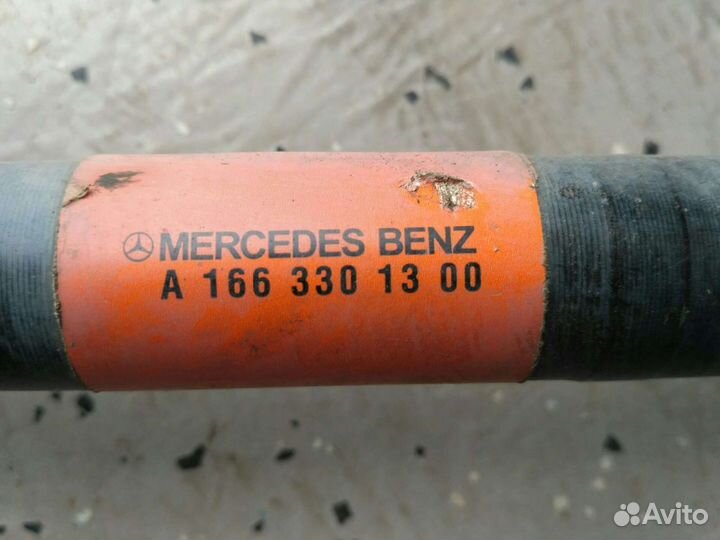 MERCEDES BENZ
A 166 330 13 00
Avito